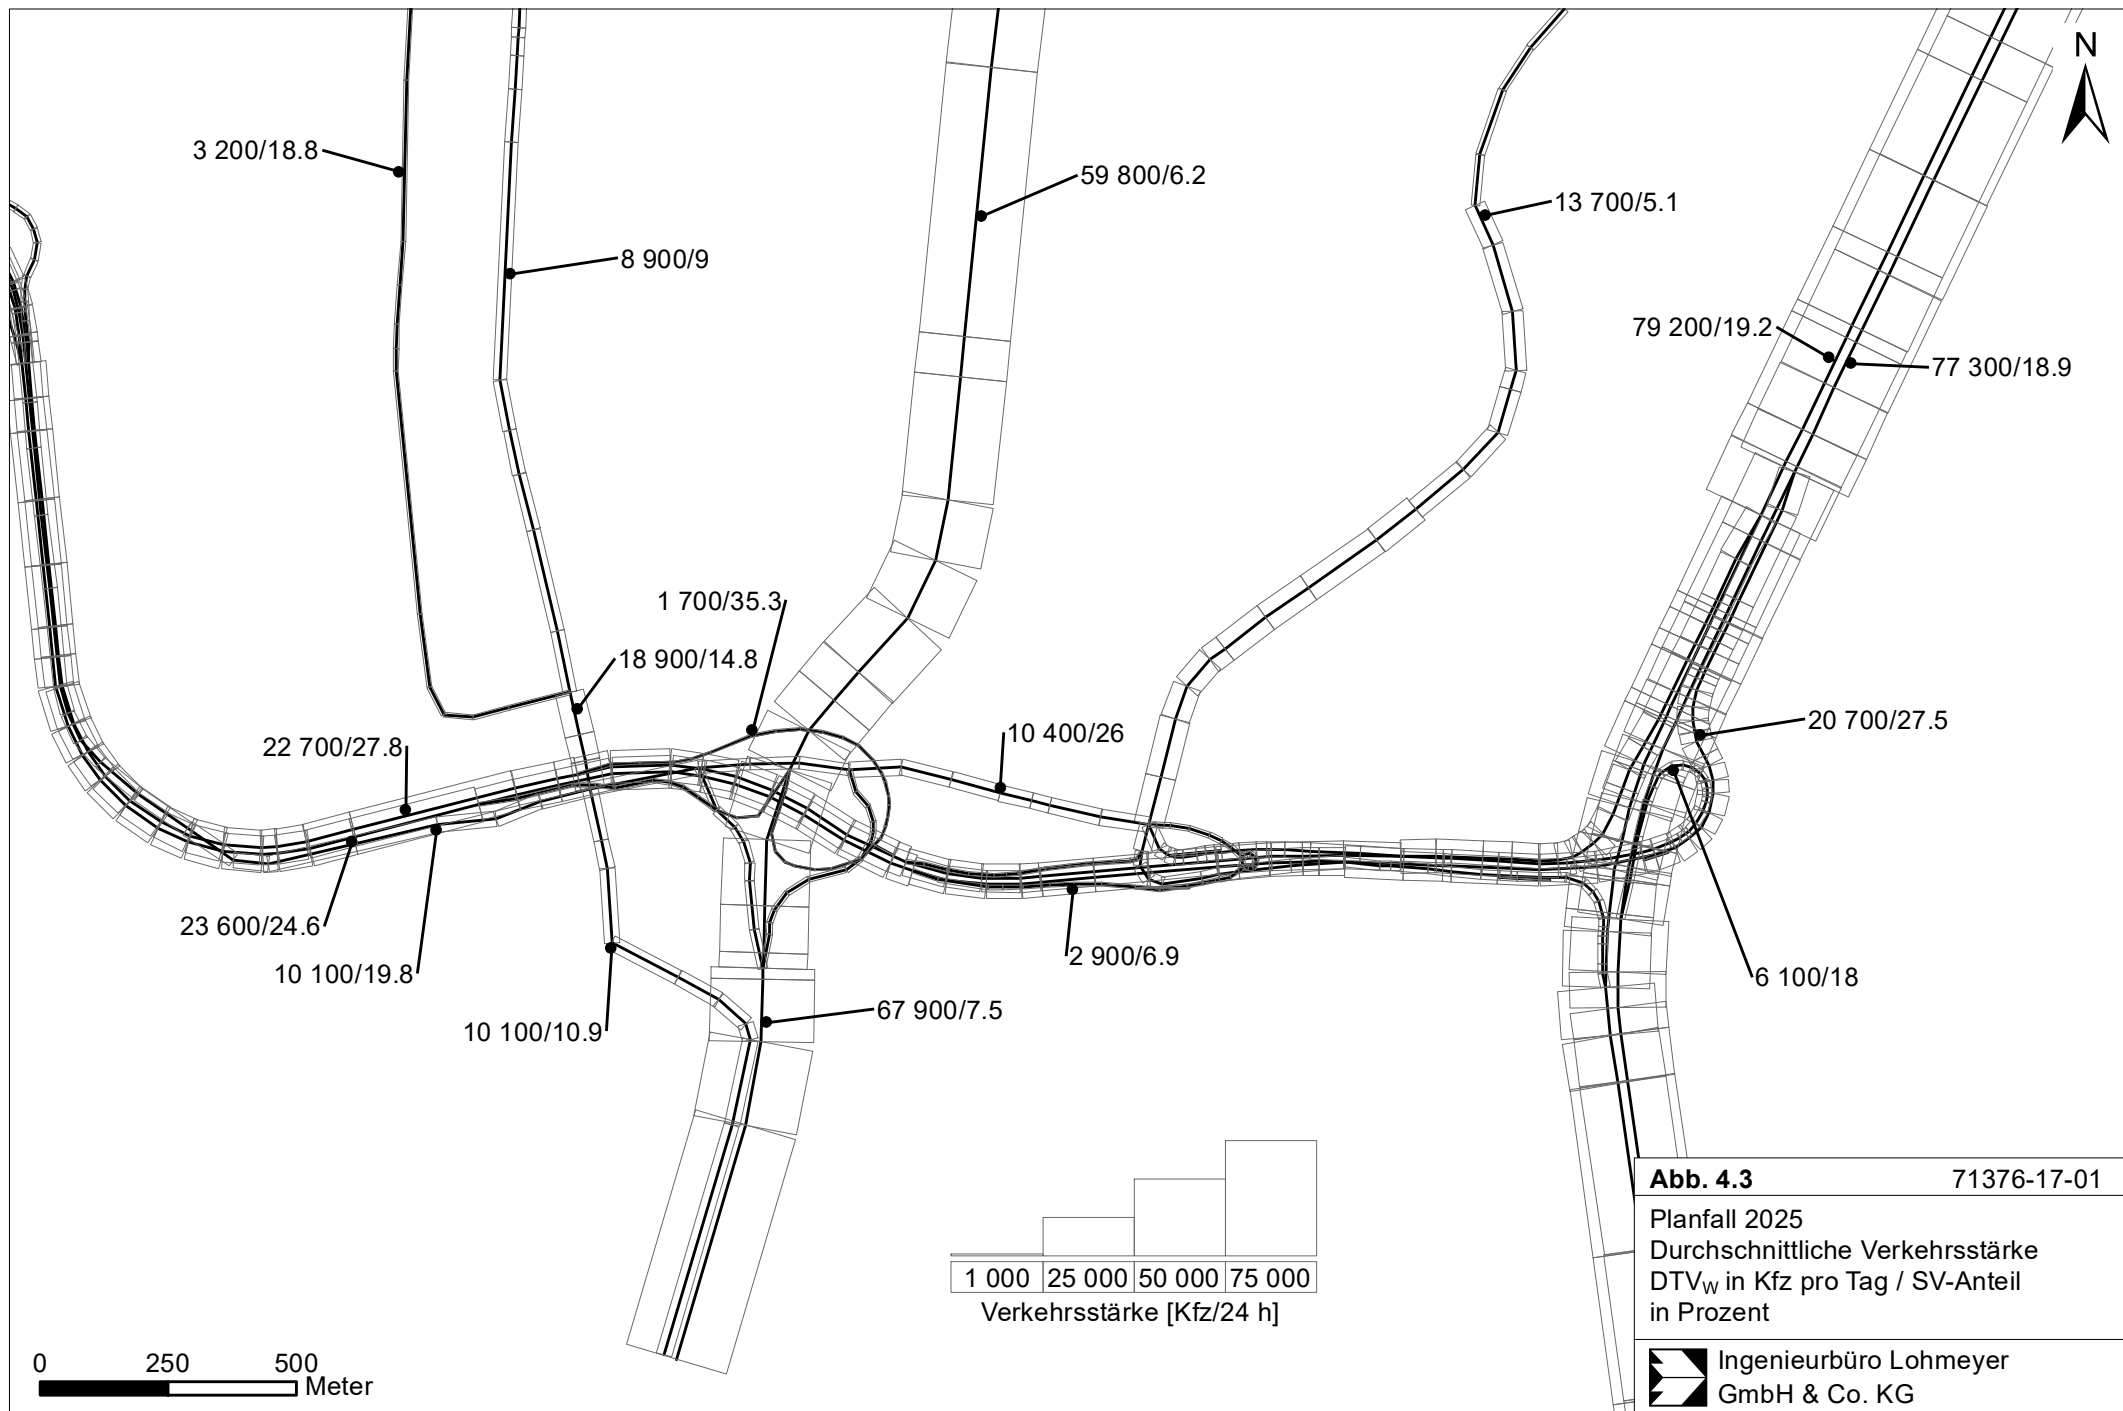 N
3 200/18.8
59 800/6.2
13 700/5.1
8 900/9
79 200/19.2
77 300/18.9
1 700/35.3
18 900/14.8
20 700/27.5
10 400/26
22 700/27.8
23 600/24.6
2 900/6.9
10 100/19.8
6 100/18
67 900/7.5
10 100/10.9
1 000 25 000 50 000 75 000
Verkehrsstärke [Kfz/24 h]
0 250 500
Meter
Abb. 4.3 71376-17-01
Planfall 2025
Durchschnittliche Verkehrsstärke
DTVW in Kfz pro Tag / SV-Anteil
in Prozent
Ingenieurbüro Lohmeyer
GmbH & Co. KG